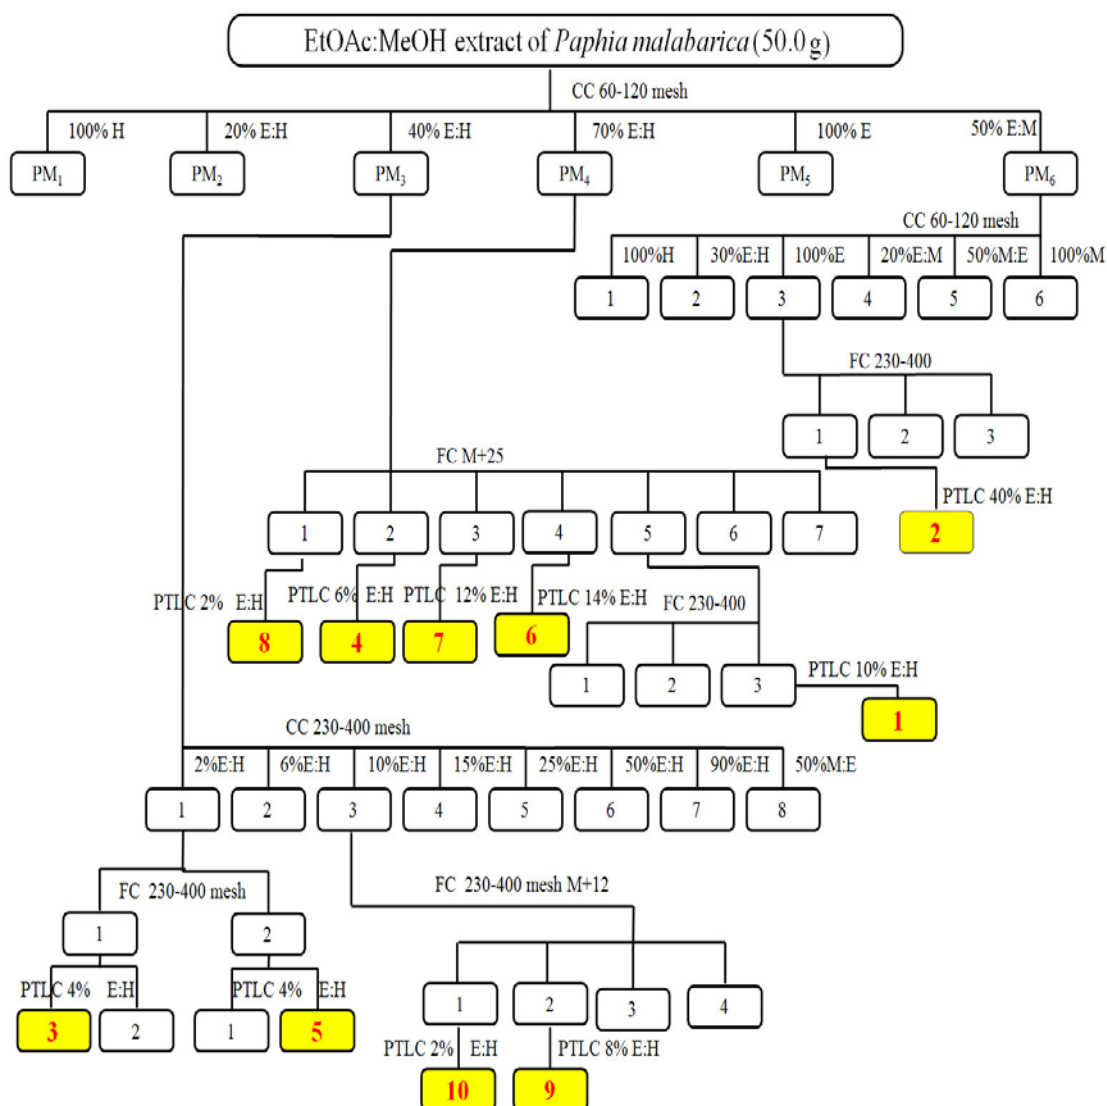 EtOAc:MeOH extract of Paphia malabarica (50.0 g)
CC 60-120 mesh
100% H 20% E:H 40% E:H 70% E:H 100% E 50% E:M
PM₁ PM₂ PM₃ PM₄ PM₅ PM₆
CC 60-120 mesh
100%H 30%E:H 100%E 20%E:M 50%M:E 100%M
1 2 3 4 5 6
FC 230-400
1 2 3
FC M+25
PTLC 40% E:H
1 2 3 4 5 6 7 2
PTLC 2% E:H PTLC 6% E:H PTLC 12% E:H PTLC 14% E:H FC 230-400
8 4 7 6
PTLC 10% E:H
1 2 3
1
CC 230-400 mesh
2%E:H 6%E:H 10%E:H 15%E:H 25%E:H 50%E:H 90%E:H 50%M:E
1 2 3 4 5 6 7 8
FC 230-400 mesh FC 230-400 mesh M+12
1 2
PTLC 4% E:H PTLC 4% E:H
1 2 3 4
3 2 1 5
PTLC 2% E:H PTLC 8% E:H
10 9